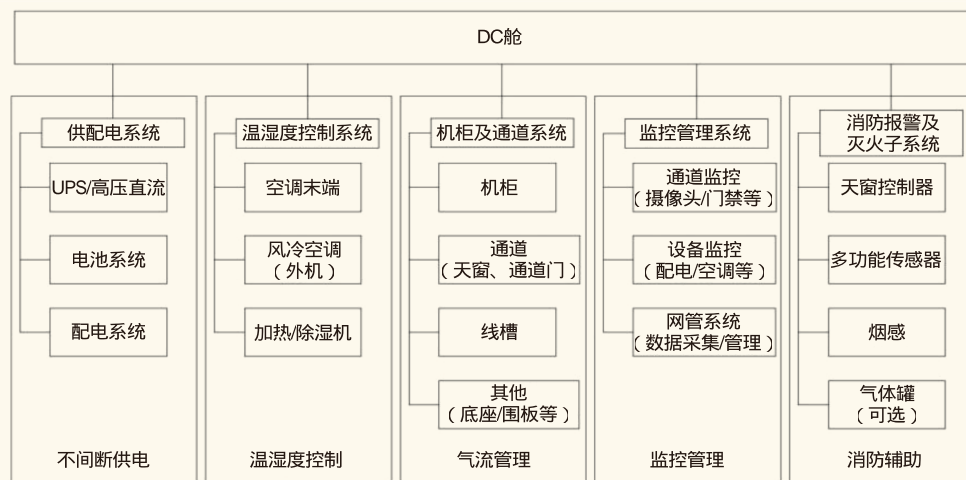 DC舱
供配电系统
UPS/高压直流
电池系统
配电系统
不间断供电
温湿度控制系统
空调末端
风冷空调
（外机）
加热/除湿机
温湿度控制
机柜及通道系统
机柜
通道
（天窗、通道门）
线槽
其他
（底座/围板等）
气流管理
监控管理系统
通道监控
（摄像头/门禁等）
设备监控
（配电/空调等）
网管系统
（数据采集/管理）
监控管理
消防报警及
灭火子系统
天窗控制器
多功能传感器
烟感
气体罐
（可选）
消防辅助